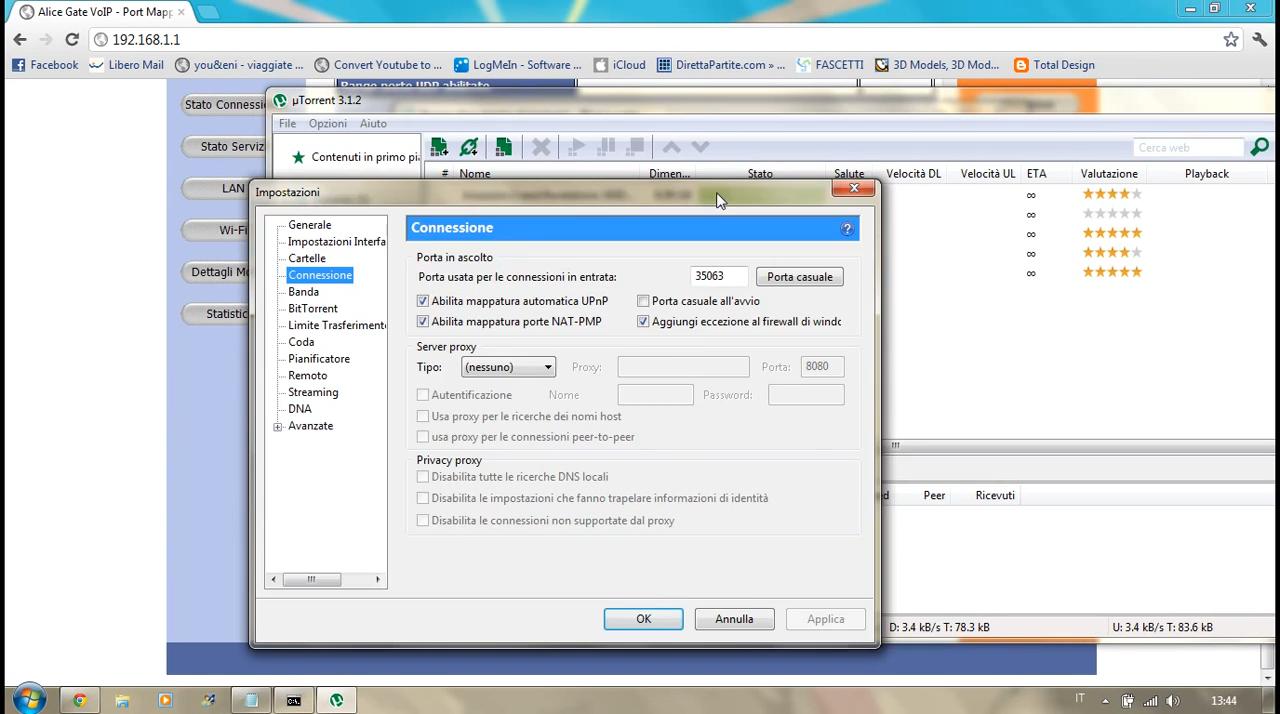 Alice Gate VoIP - Port Mapp
192.168.1.1
Facebook Libero Mail you&eni - viaggiate ... Convert Youtube to ... LogMeIn - Software ... iCloud DirettaPartite.com » ... FASCETTI 3D Models, 3D Mod... Total Design
Range porte UDP abilitato
Stato Connessi
Stato Serviz
LAN
Wi-Fi
Dettagli Mo
Statistic
µTorrent 3.1.2
File Opzioni Aiuto
Contenuti in primo pi
Cerca web
# Nome Dimen... Stato Salute Velocità DL Velocità UL ETA Valutazione Playback
∞
∞
∞
∞
∞
Impostazioni
Generale
Impostazioni Interfa
Cartelle
Connessione
Banda
BitTorrent
Limite Trasferimento
Coda
Pianificatore
Remoto
Streaming
DNA
Avanzate
Connessione
Porta in ascolto
Porta usata per le connessioni in entrata: 35063 Porta casuale
Abilita mappatura automatica UPnP Porta casuale all'avvio
Abilita mappatura porte NAT-PMP Aggiungi eccezione al firewall di windo
Server proxy
Tipo: (nessuno) Proxy: Porta: 8080
Autentificazione Nome Password:
Usa proxy per le ricerche dei nomi host
usa proxy per le connessioni peer-to-peer
Privacy proxy
Disabilita tutte le ricerche DNS locali
Disabilita le impostazioni che fanno trapelare informazioni di identità
Disabilita le connessioni non supportate dal proxy
OK Annulla Applica
ed Peer Ricevuti
D: 3.4 kB/s T: 78.3 kB U: 3.4 kB/s T: 83.6 kB
IT 13:44